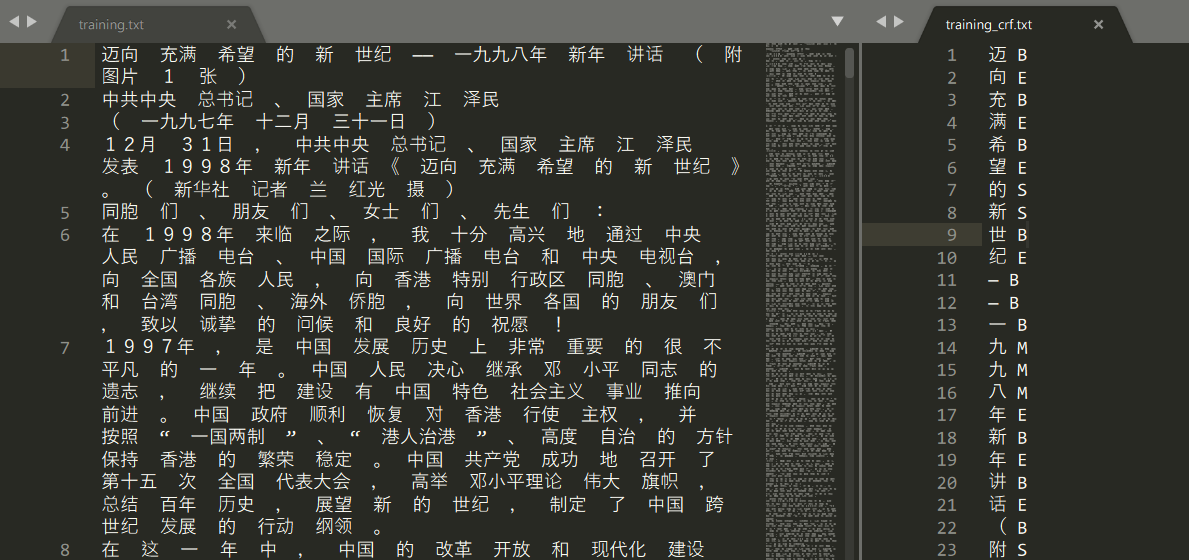 training.txt
1 迈向 充满 希望 的 新 世纪 —— 一九九八年 新年 讲话 （ 附
图片 １ 张 ）
2 中共中央 总书记 、 国家 主席 江 泽民
3 （ 一九九七年 十二月 三十一日 ）
4 １２月 ３１日 ， 中共中央 总书记 、 国家 主席 江 泽民
发表 １９９８年 新年 讲话 《 迈向 充满 希望 的 新 世纪 》
。 （ 新华社 记者 兰 红光 摄 ）
5 同胞 们 、 朋友 们 、 女士 们 、 先生 们 ：
6 在 １９９８年 来临 之际 ， 我 十分 高兴 地 通过 中央
人民 广播 电台 、 中国 国际 广播 电台 和 中央 电视台 ，
向 全国 各族 人民 ， 向 香港 特别 行政区 同胞 、 澳门
和 台湾 同胞 、 海外 侨胞 ， 向 世界 各国 的 朋友 们
， 致以 诚挚 的 问候 和 良好 的 祝愿 ！
7 １９９７年 ， 是 中国 发展 历史 上 非常 重要 的 很 不
平凡 的 一 年 。 中国 人民 决心 继承 邓 小平 同志 的
遗志 ， 继续 把 建设 有 中国 特色 社会主义 事业 推向
前进 。 中国 政府 顺利 恢复 对 香港 行使 主权 ， 并
按照 “ 一国两制 ” 、 “ 港人治港 ” 、 高度 自治 的 方针
保持 香港 的 繁荣 稳定 。 中国 共产党 成功 地 召开 了
第十五 次 全国 代表大会 ， 高举 邓小平理论 伟大 旗帜 ，
总结 百年 历史 ， 展望 新 的 世纪 ， 制定 了 中国 跨
世纪 发展 的 行动 纲领 。
8 在 这 一 年 中 ， 中国 的 改革 开放 和 现代化 建设
training_crf.txt
1 迈 B
2 向 E
3 充 B
4 满 E
5 希 B
6 望 E
7 的 S
8 新 S
9 世 B
10 纪 E
11 — B
12 — B
13 一 B
14 九 M
15 九 M
16 八 M
17 年 E
18 新 B
19 年 E
20 讲 B
21 话 E
22 （ B
23 附 S